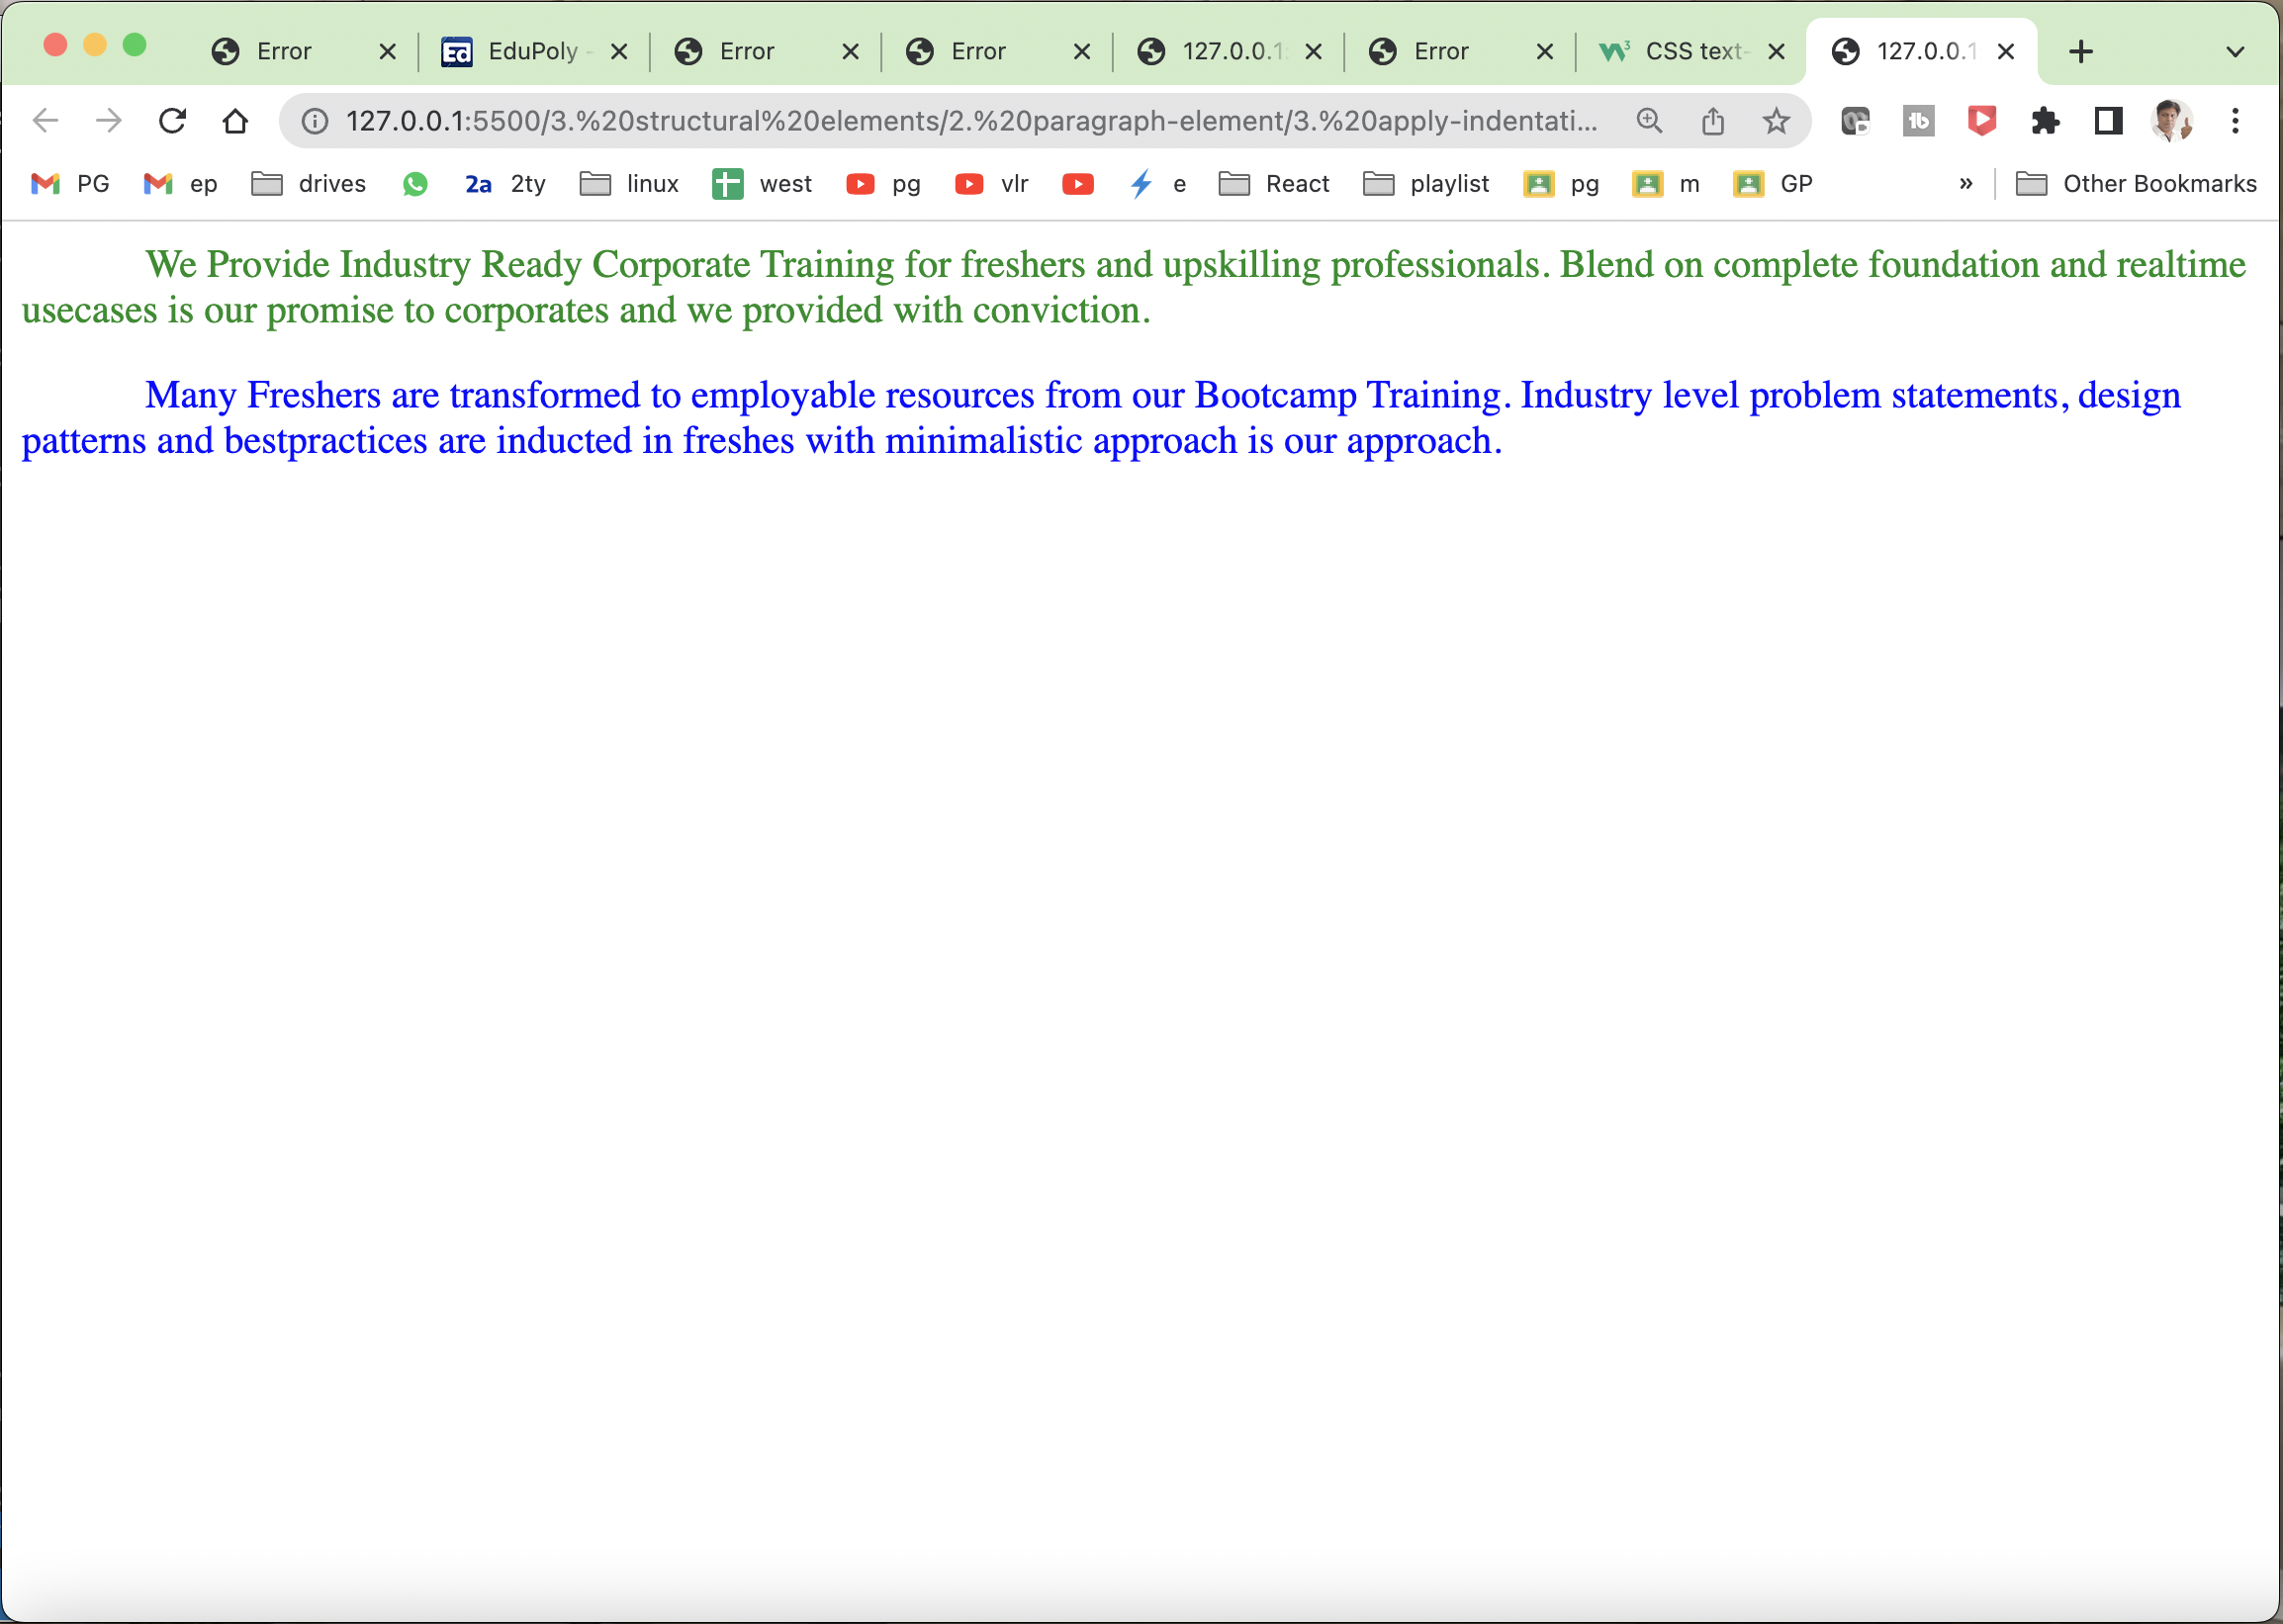 Error EduPoly - Error Error 127.0.0.1: Error CSS text- 127.0.0.1
127.0.0.1:5500/3.%20structural%20elements/2.%20paragraph-element/3.%20apply-indentati...
PG ep drives 2a 2ty linux west pg vlr e React playlist pg m GP » Other Bookmarks
We Provide Industry Ready Corporate Training for freshers and upskilling professionals. Blend on complete foundation and realtime
usecases is our promise to corporates and we provided with conviction.
Many Freshers are transformed to employable resources from our Bootcamp Training. Industry level problem statements, design
patterns and bestpractices are inducted in freshes with minimalistic approach is our approach.